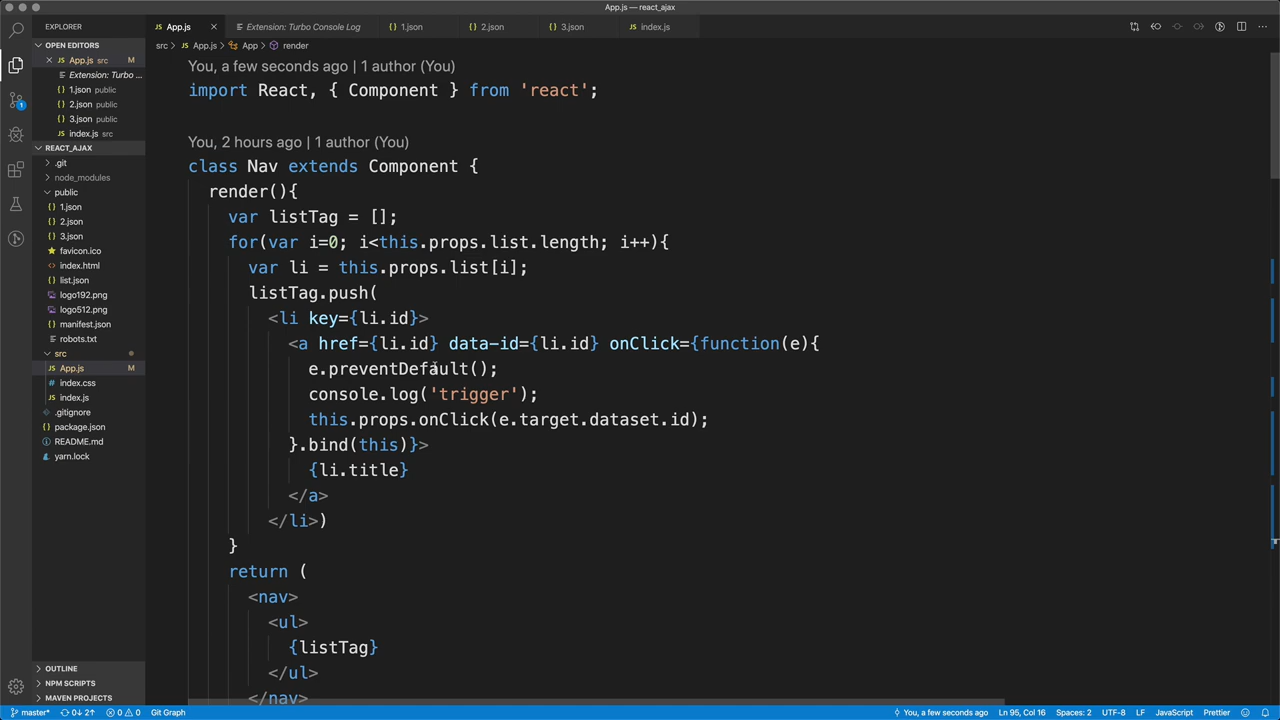 App.js — react_ajax
EXPLORER
App.js
Extension: Turbo Console Log
1.json
2.json
3.json
index.js
OPEN EDITORS
App.js src M
Extension: Turbo ...
1.json public
2.json public
3.json public
index.js src
REACT_AJAX
.git
node_modules
public
1.json
2.json
3.json
favicon.ico
index.html
list.json
logo192.png
logo512.png
manifest.json
robots.txt
src
App.js M
index.css
index.js
.gitignore
package.json
README.md
yarn.lock
OUTLINE
NPM SCRIPTS
MAVEN PROJECTS
1
src > App.js > App > render
You, a few seconds ago | 1 author (You)
import React, { Component } from 'react';
You, 2 hours ago | 1 author (You)
class Nav extends Component {
render(){
var listTag = [];
for(var i=0; i<this.props.list.length; i++){
var li = this.props.list[i];
listTag.push(
<li key={li.id}>
<a href={li.id} data-id={li.id} onClick={function(e){
e.preventDefault();
console.log('trigger');
this.props.onClick(e.target.dataset.id);
}.bind(this)}>
{li.title}
</a>
</li>)
}
return (
<nav>
<ul>
{listTag}
</ul>
</nav>
master* 0↓ 2↑ 0 0 Git Graph You, a few seconds ago Ln 95, Col 16 Spaces: 2 UTF-8 LF JavaScript Prettier